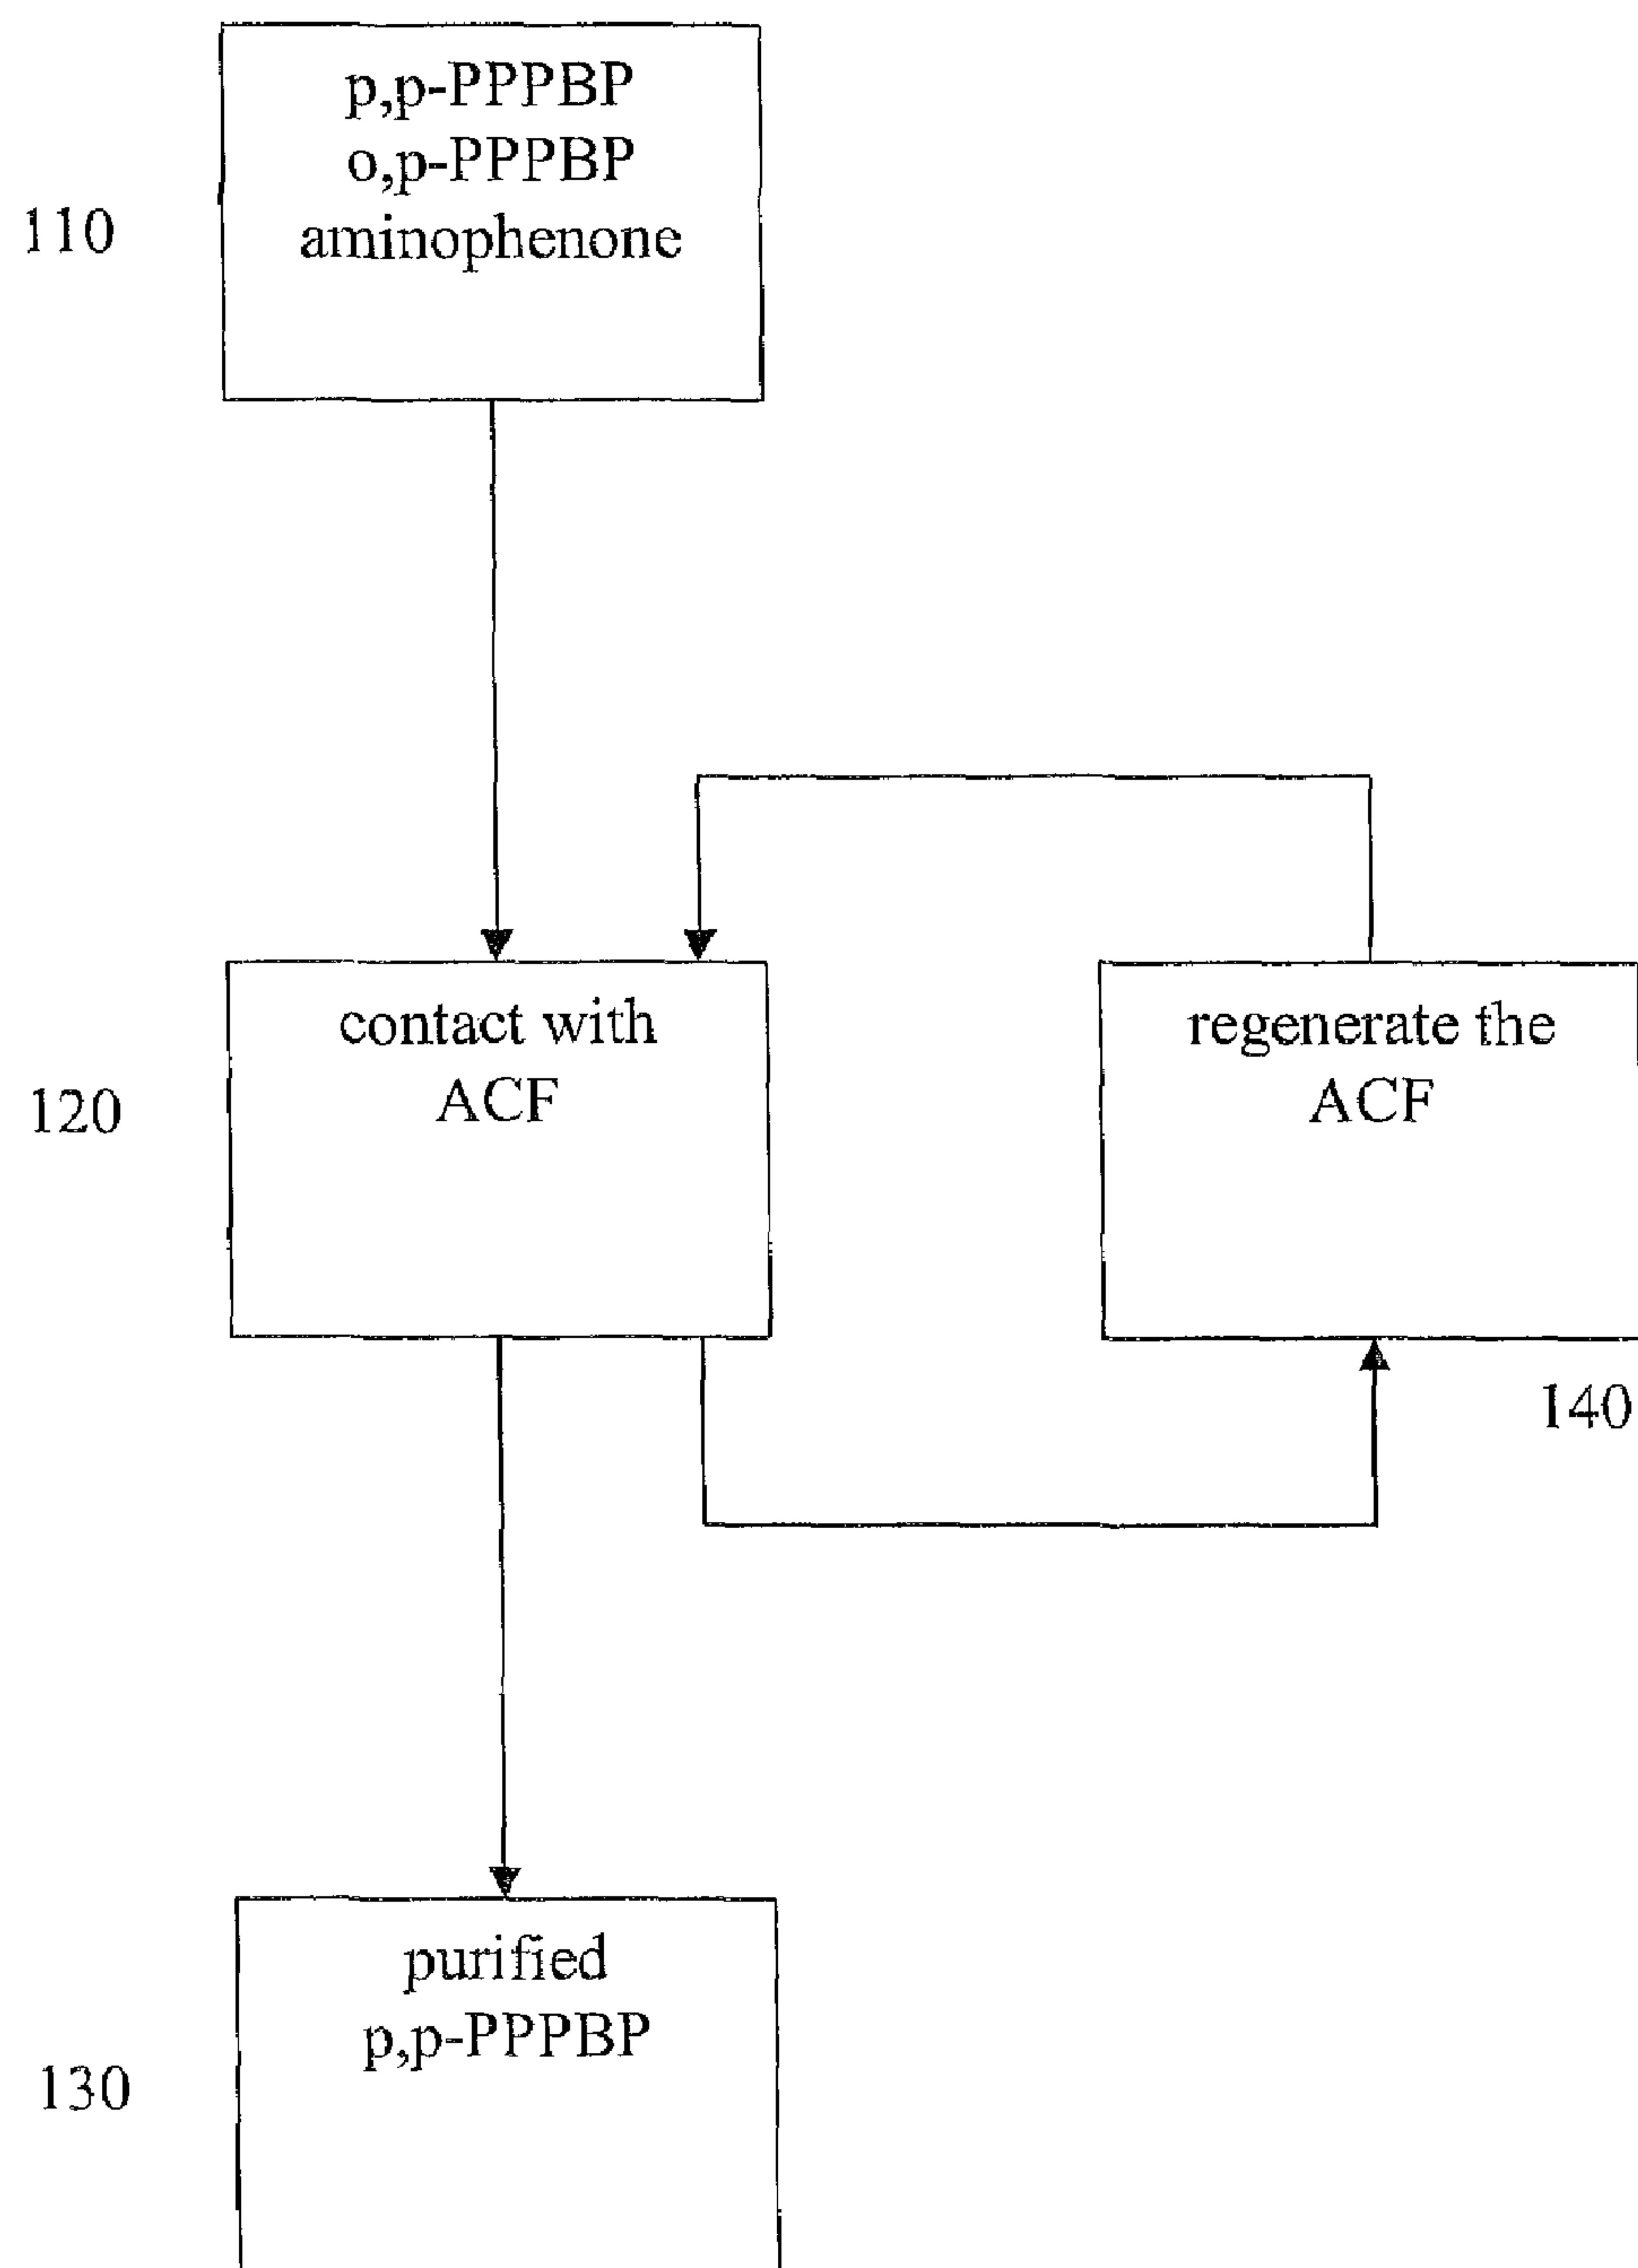 p,p-PPPBP
o,p-PPPBP
aminophenone
110
contact with
ACF
120
regenerate the
ACF
140
purified
p,p-PPPBP
130